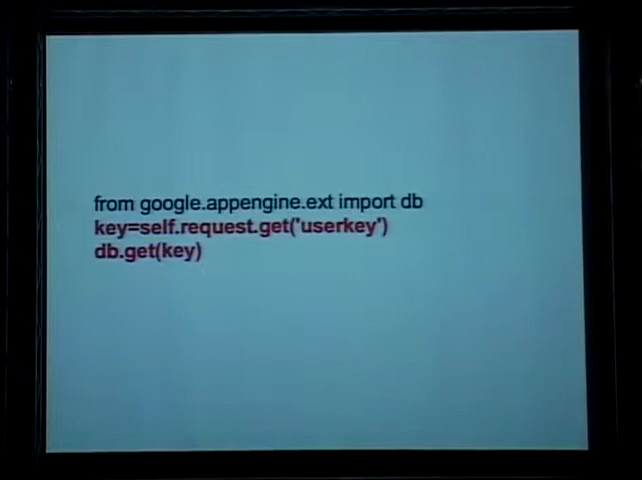 from google.appengine.ext import db
key=self.request.get('userkey')
db.get(key)